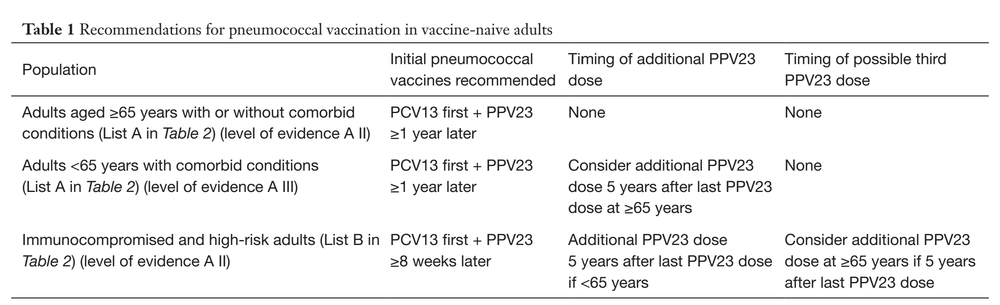 Table 1 Recommendations for pneumococcal vaccination in vaccine-naive adults
Population
Initial pneumococcal
vaccines recommended
Timing of additional PPV23
dose
Timing of possible third
PPV23 dose
Adults aged ≥65 years with or without comorbid
conditions (List A in Table 2) (level of evidence A II)
PCV13 first + PPV23
≥1 year later
None
None
Adults <65 years with comorbid conditions
(List A in Table 2) (level of evidence A III)
PCV13 first + PPV23
≥1 year later
Consider additional PPV23
dose 5 years after last PPV23
dose at ≥65 years
None
Immunocompromised and high-risk adults (List B in
Table 2) (level of evidence A II)
PCV13 first + PPV23
≥8 weeks later
Additional PPV23 dose
5 years after last PPV23 dose
if <65 years
Consider additional PPV23
dose at ≥65 years if 5 years
after last PPV23 dose